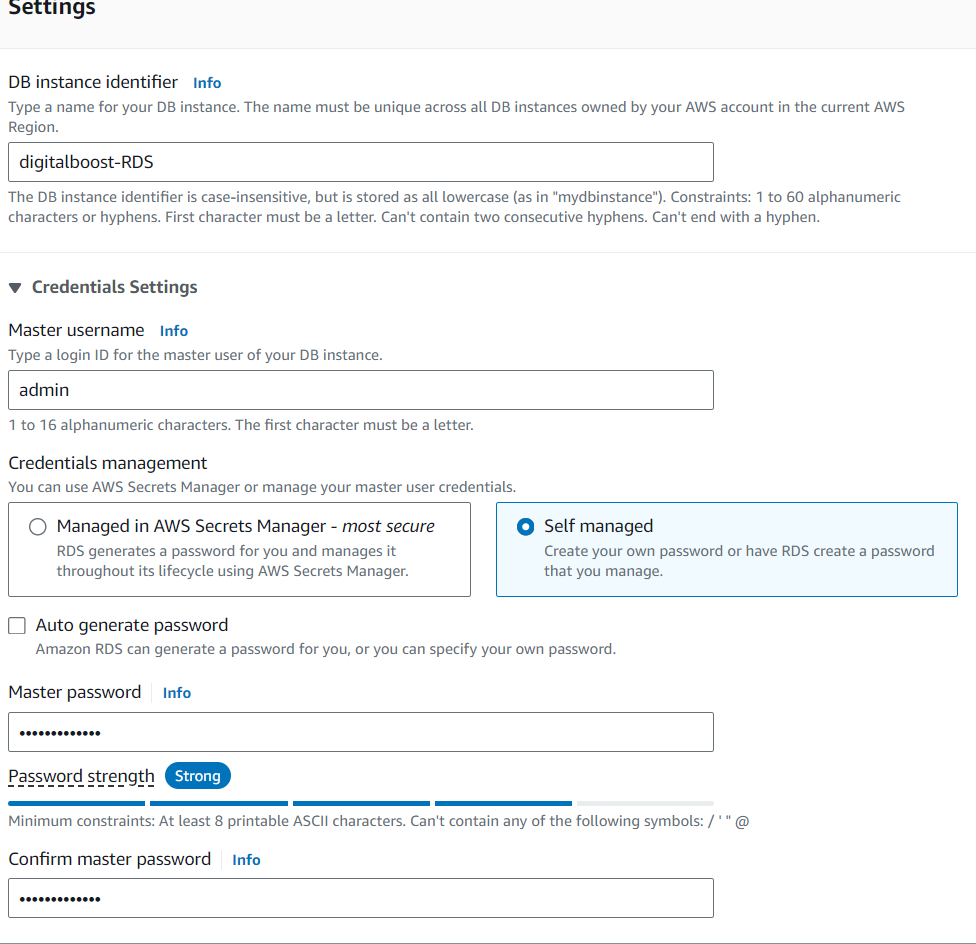 Settings
DB instance identifier Info
Type a name for your DB instance. The name must be unique across all DB instances owned by your AWS account in the current AWS
Region.
digitalboost-RDS
The DB instance identifier is case-insensitive, but is stored as all lowercase (as in "mydbinstance"). Constraints: 1 to 60 alphanumeric
characters or hyphens. First character must be a letter. Can't contain two consecutive hyphens. Can't end with a hyphen.
Credentials Settings
Master username Info
Type a login ID for the master user of your DB instance.
admin
1 to 16 alphanumeric characters. The first character must be a letter.
Credentials management
You can use AWS Secrets Manager or manage your master user credentials.
Managed in AWS Secrets Manager - most secure
RDS generates a password for you and manages it
throughout its lifecycle using AWS Secrets Manager.
Self managed
Create your own password or have RDS create a password
that you manage.
Auto generate password
Amazon RDS can generate a password for you, or you can specify your own password.
Master password Info
•••••••••••••
Password strength Strong
Minimum constraints: At least 8 printable ASCII characters. Can't contain any of the following symbols: / ' " @
Confirm master password Info
•••••••••••••